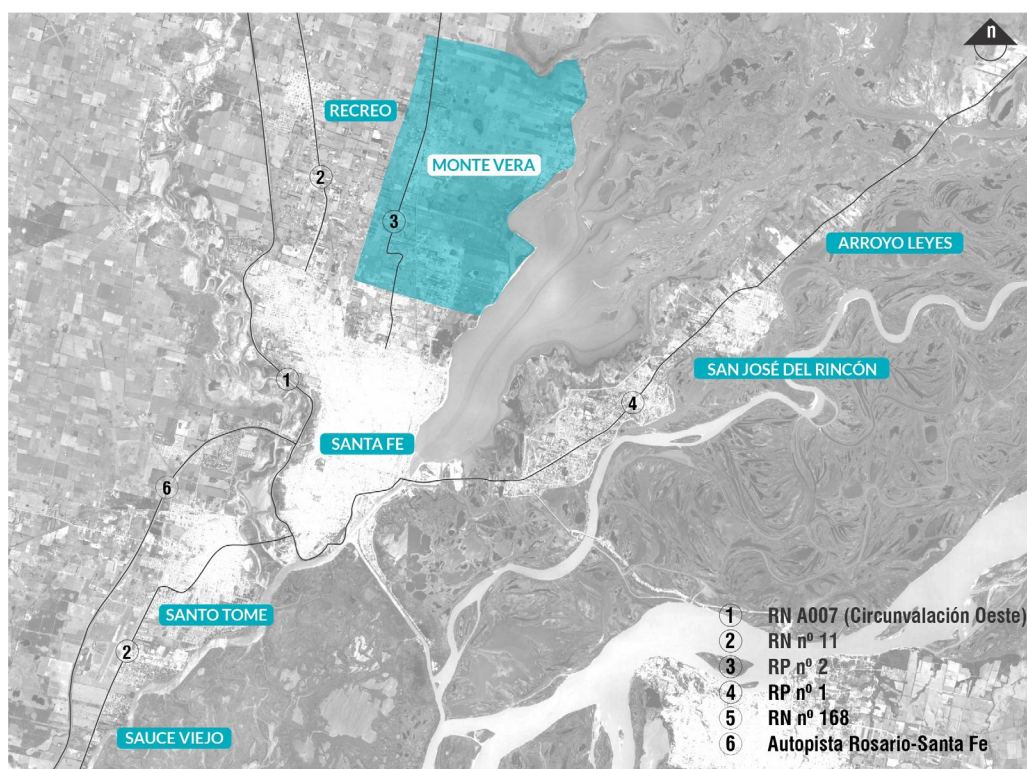 n
RECREO
2
MONTE VERA
3
ARROYO LEYES
SAN JOSÉ DEL RINCÓN
1
4
SANTA FE
6
SANTO TOME
2
SAUCE VIEJO
1 RN A007 (Circunvalación Oeste)
2 RN nº 11
3 RP nº 2
4 RP nº 1
5 RN nº 168
6 Autopista Rosario-Santa Fe